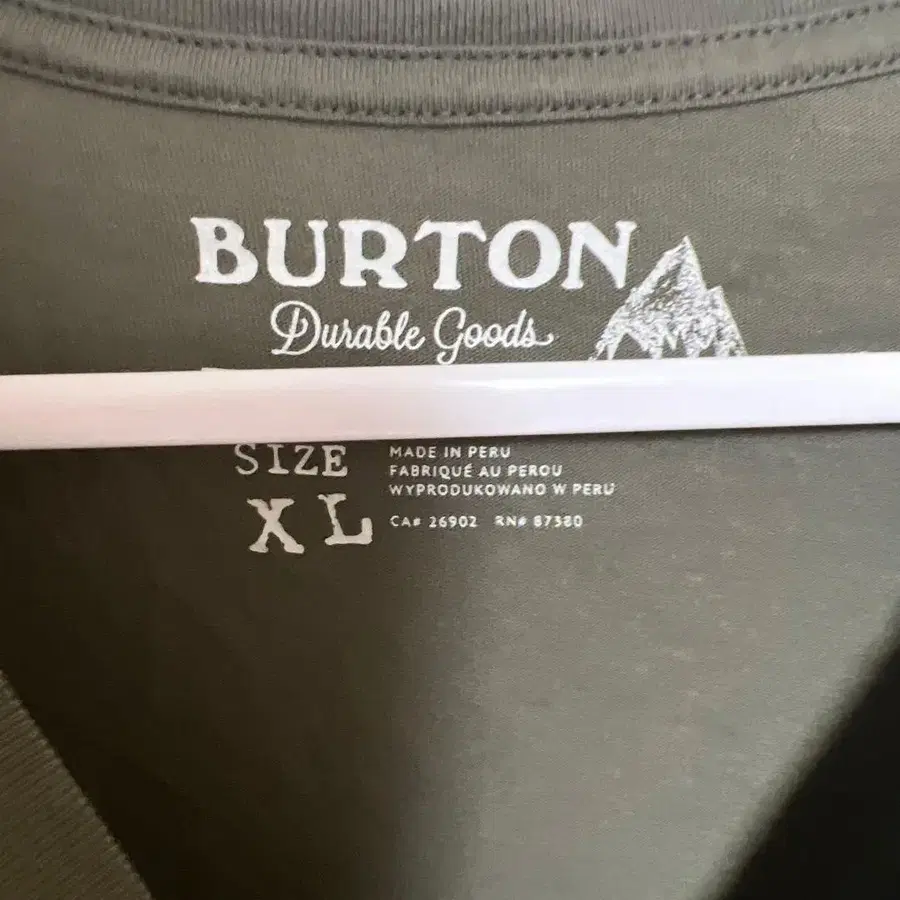 BURTON
Durable Goods
SIZE
XL
MADE IN PERU
FABRIQUÉ AU PEROU
WYPRODUKOWANO W PERU
CA# 26902 RN# 87380